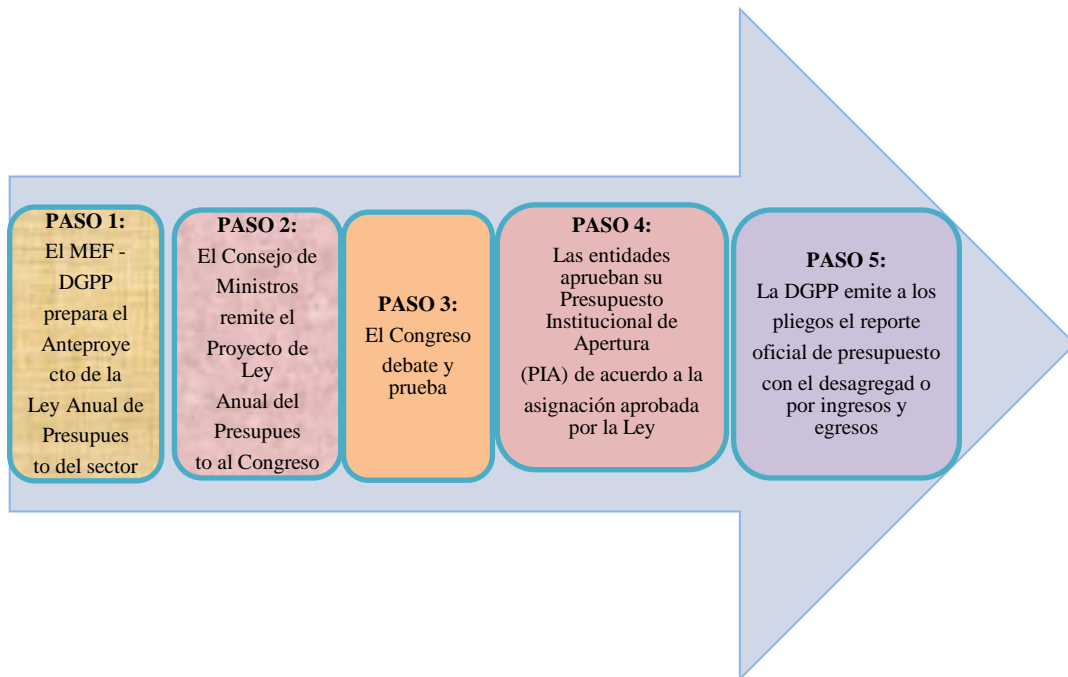 PASO 1:
El MEF -
DGPP
prepara el
Anteproye
cto de la
Ley Anual de
Presupues
to del sector
PASO 2:
El Consejo de
Ministros
remite el
Proyecto de
Ley
Anual del
Presupues
to al Congreso
PASO 3:
El Congreso
debate y
prueba
PASO 4:
Las entidades
aprueban su
Presupuesto
Institucional de
Apertura
(PIA) de acuerdo a la
asignación aprobada
por la Ley
PASO 5:
La DGPP emite a los
pliegos el reporte
oficial de presupuesto
con el desagregad o
por ingresos y
egresos